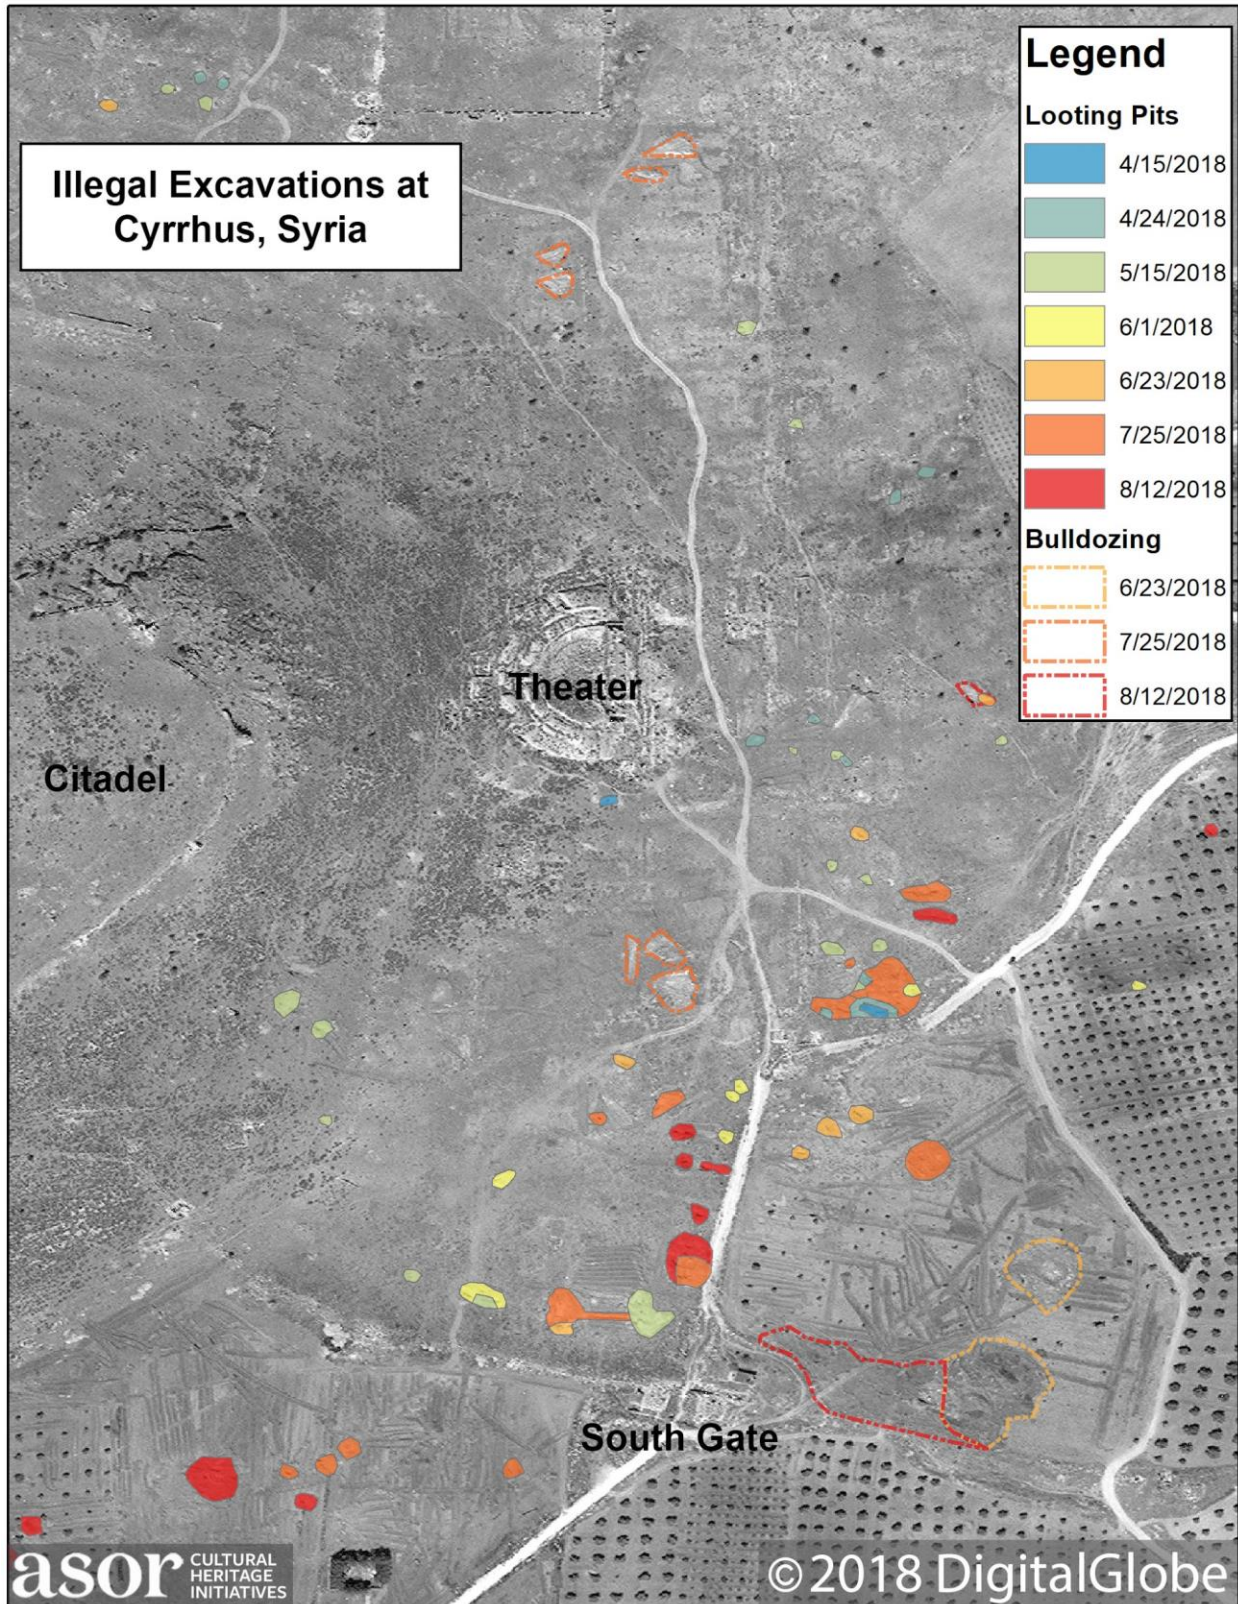 Illegal Excavations at
Cyrrhus, Syria
Legend
Looting Pits
4/15/2018
4/24/2018
5/15/2018
6/1/2018
6/23/2018
7/25/2018
8/12/2018
Bulldozing
6/23/2018
7/25/2018
8/12/2018
Theater
Citadel
South Gate
asor CULTURAL
HERITAGE
INITIATIVES
©2018 DigitalGlobe